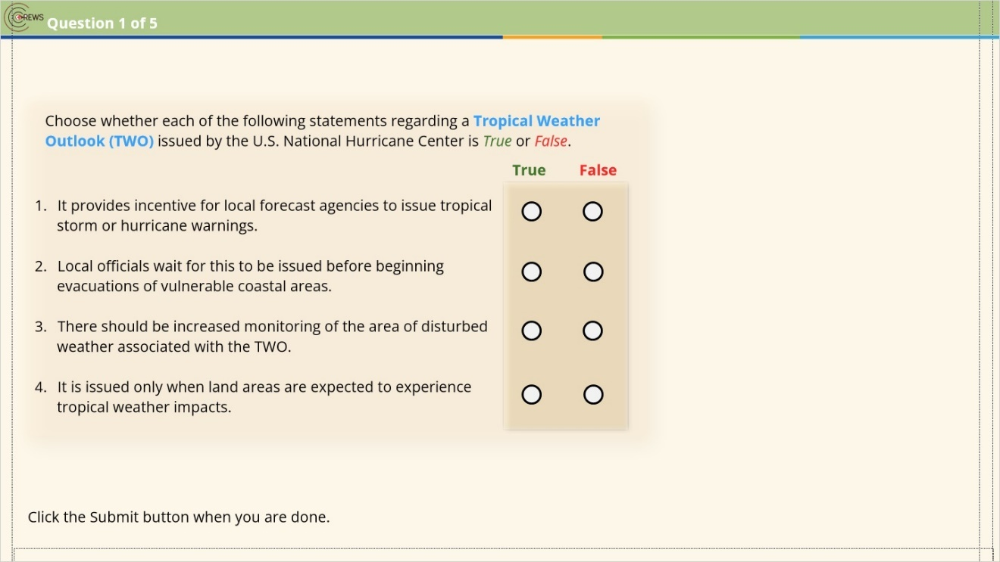 CREWS
Question 1 of 5
Choose whether each of the following statements regarding a Tropical Weather
Outlook (TWO) issued by the U.S. National Hurricane Center is True or False.
True False
1. It provides incentive for local forecast agencies to issue tropical
storm or hurricane warnings.
2. Local officials wait for this to be issued before beginning
evacuations of vulnerable coastal areas.
3. There should be increased monitoring of the area of disturbed
weather associated with the TWO.
4. It is issued only when land areas are expected to experience
tropical weather impacts.
Click the Submit button when you are done.